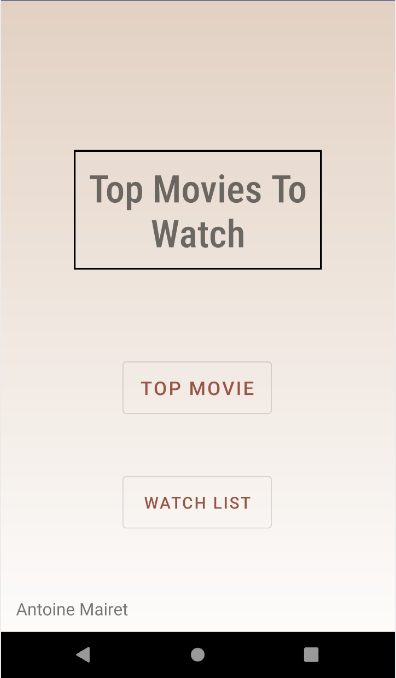 Top Movies To
Watch
TOP MOVIE
WATCH LIST
Antoine Mairet